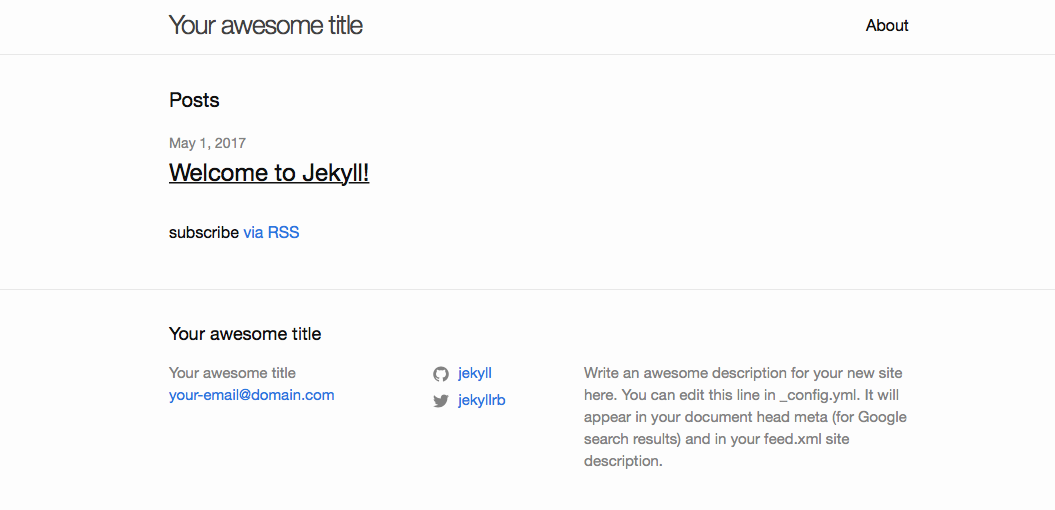 Your awesome title
About
Posts
May 1, 2017
Welcome to Jekyll!
subscribe via RSS
Your awesome title
Your awesome title
your-email@domain.com
jekyll
jekyllrb
Write an awesome description for your new site
here. You can edit this line in _config.yml. It will
appear in your document head meta (for Google
search results) and in your feed.xml site
description.